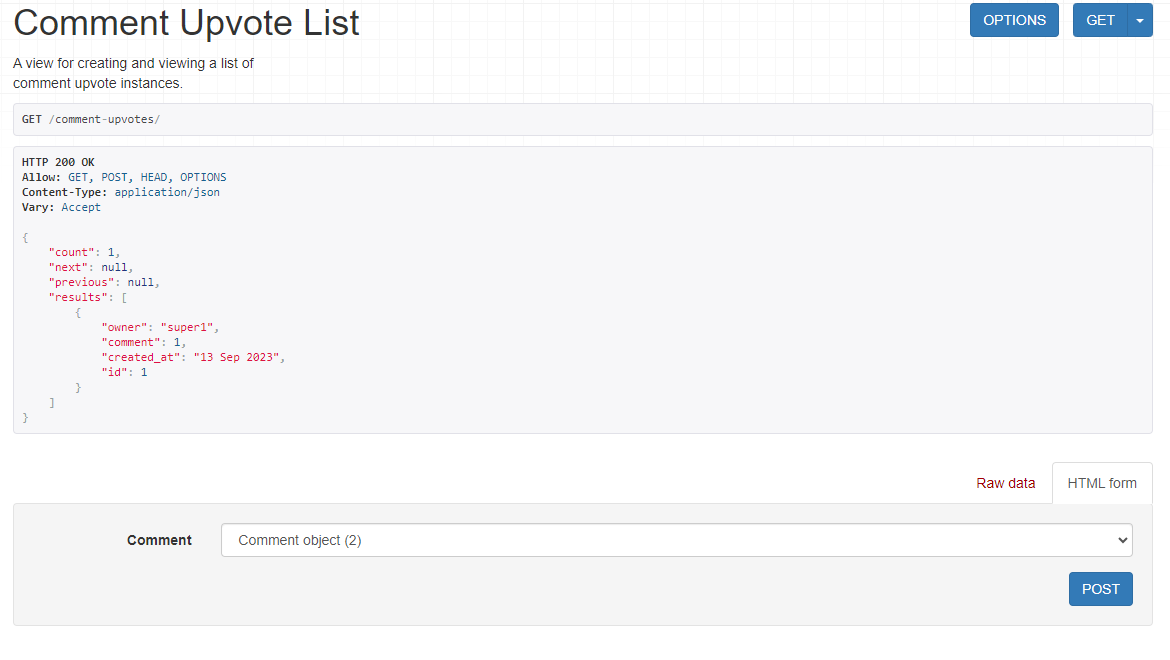 Comment Upvote List
OPTIONS
GET
A view for creating and viewing a list of
comment upvote instances.
GET /comment-upvotes/
HTTP 200 OK
Allow: GET, POST, HEAD, OPTIONS
Content-Type: application/json
Vary: Accept
{
    "count": 1,
    "next": null,
    "previous": null,
    "results": [
        {
            "owner": "super1",
            "comment": 1,
            "created_at": "13 Sep 2023",
            "id": 1
        }
    ]
}
Raw data
HTML form
Comment
Comment object (2)
POST